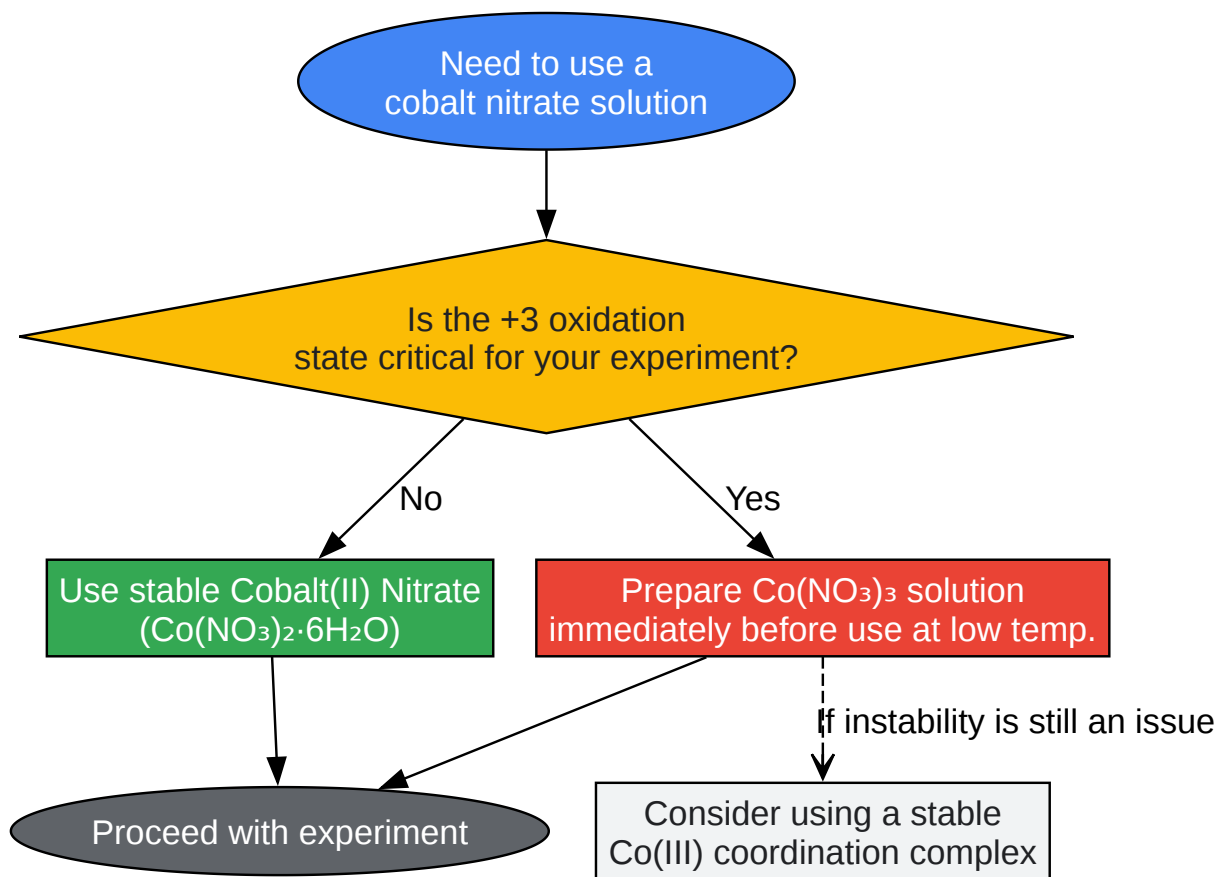 Need to use a
cobalt nitrate solution
Is the +3 oxidation
state critical for your experiment?
No
Yes
Use stable Cobalt(II) Nitrate
(Co(NO₃)₂·6H₂O)
Prepare Co(NO₃)₃ solution
immediately before use at low temp.
If instability is still an issue
Proceed with experiment
Consider using a stable
Co(III) coordination complex